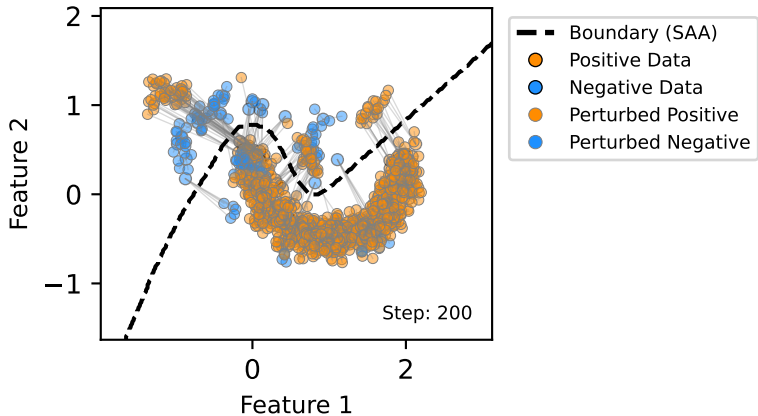 2
1
0
−1
Feature 2
0
2
Feature 1
Step: 200
Boundary (SAA)
Positive Data
Negative Data
Perturbed Positive
Perturbed Negative